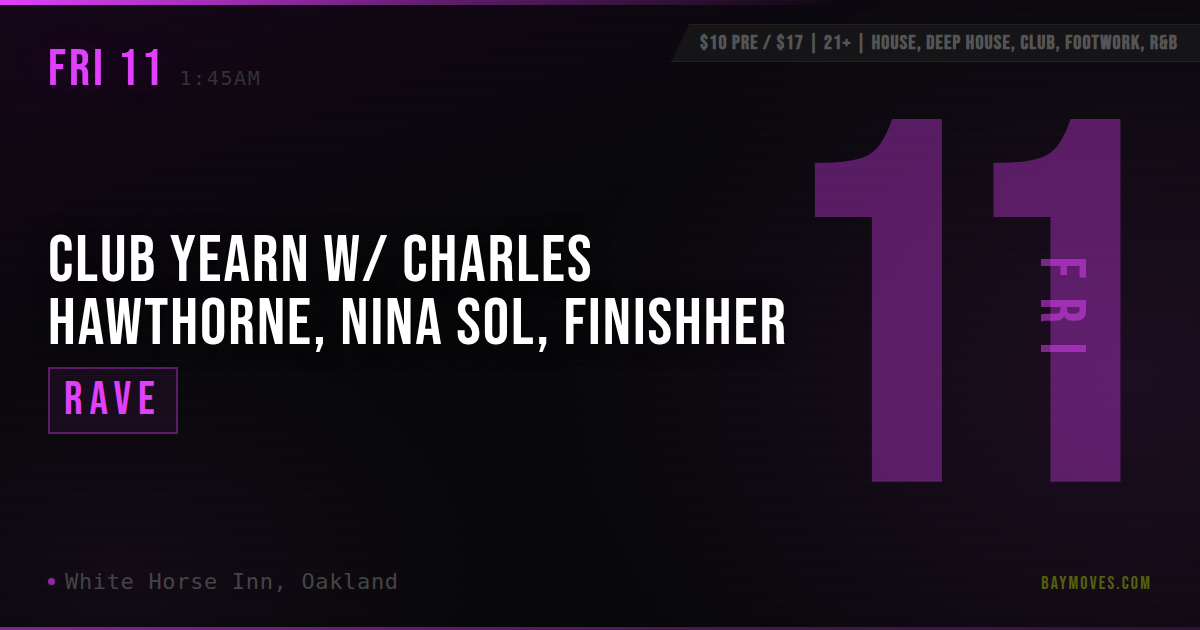 FRI 11 1:45AM
$10 PRE / $17 | 21+ | HOUSE, DEEP HOUSE, CLUB, FOOTWORK, R&B
11
FRI
CLUB YEARN W/ CHARLES
HAWTHORNE, NINA SOL, FINISHHER
RAVE
White Horse Inn, Oakland
BAYMOVES.COM